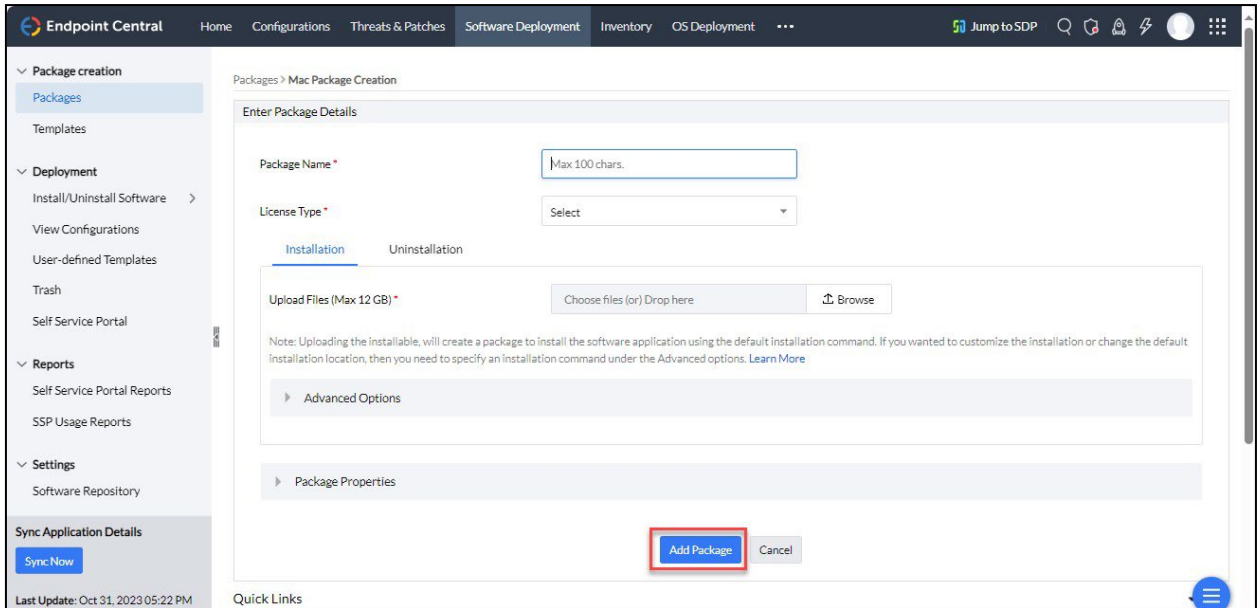 Endpoint Central
Home Configurations Threats & Patches Software Deployment Inventory OS Deployment ••• Jump to SDP
Package creation
Packages
Templates
Deployment
Install/Uninstall Software
View Configurations
User-defined Templates
Trash
Self Service Portal
Reports
Self Service Portal Reports
SSP Usage Reports
Settings
Software Repository
Sync Application Details
Sync Now
Last Update: Oct 31, 2023 05:22 PM
Packages > Mac Package Creation
Enter Package Details
Package Name * Max 100 chars.
License Type * Select
Installation Uninstallation
Upload Files (Max 12 GB) * Choose files (or) Drop here Browse
Note: Uploading the installable, will create a package to install the software application using the default installation command. If you wanted to customize the installation or change the default
installation location, then you need to specify an installation command under the Advanced options. Learn More
Advanced Options
Package Properties
Add Package Cancel
Quick Links